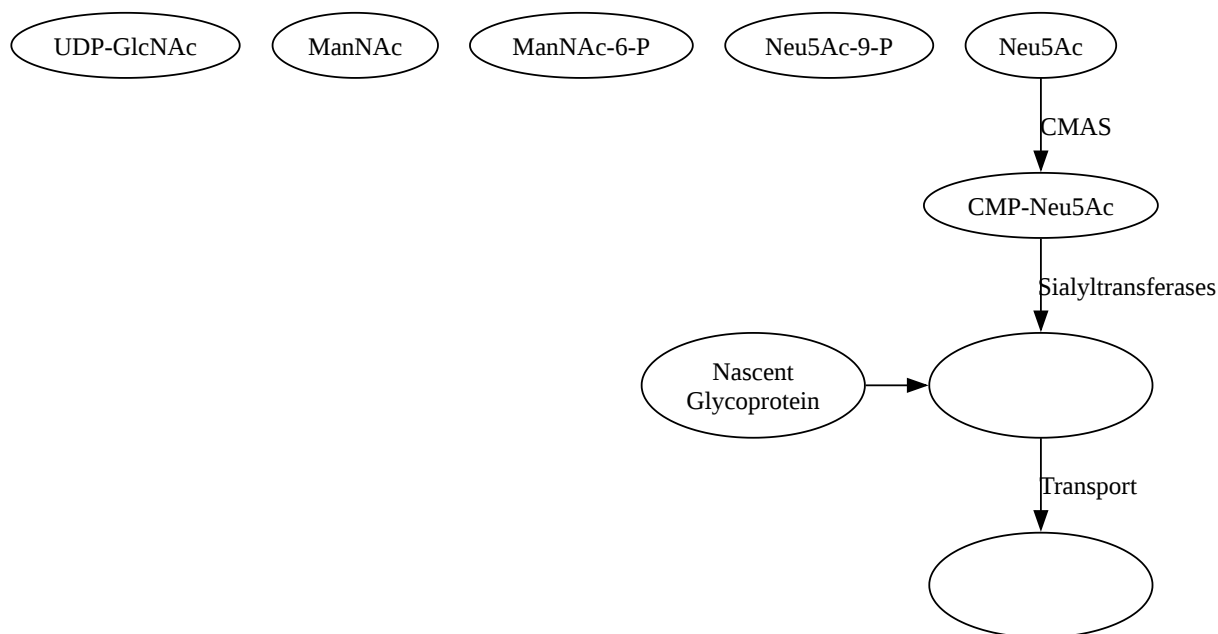 UDP-GlcNAc
ManNAc
ManNAc-6-P
Neu5Ac-9-P
Neu5Ac
CMAS
CMP-Neu5Ac
Sialyltransferases
Nascent
Glycoprotein
Transport